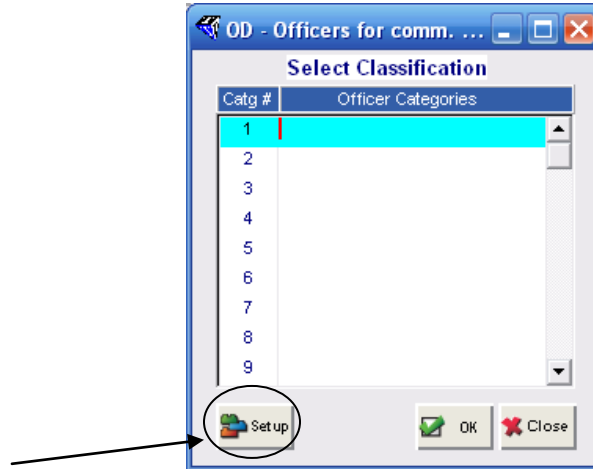 OD - Officers for comm. ...
Select Classification
Catg # Officer Categories
1
2
3
4
5
6
7
8
9
Setup OK Close